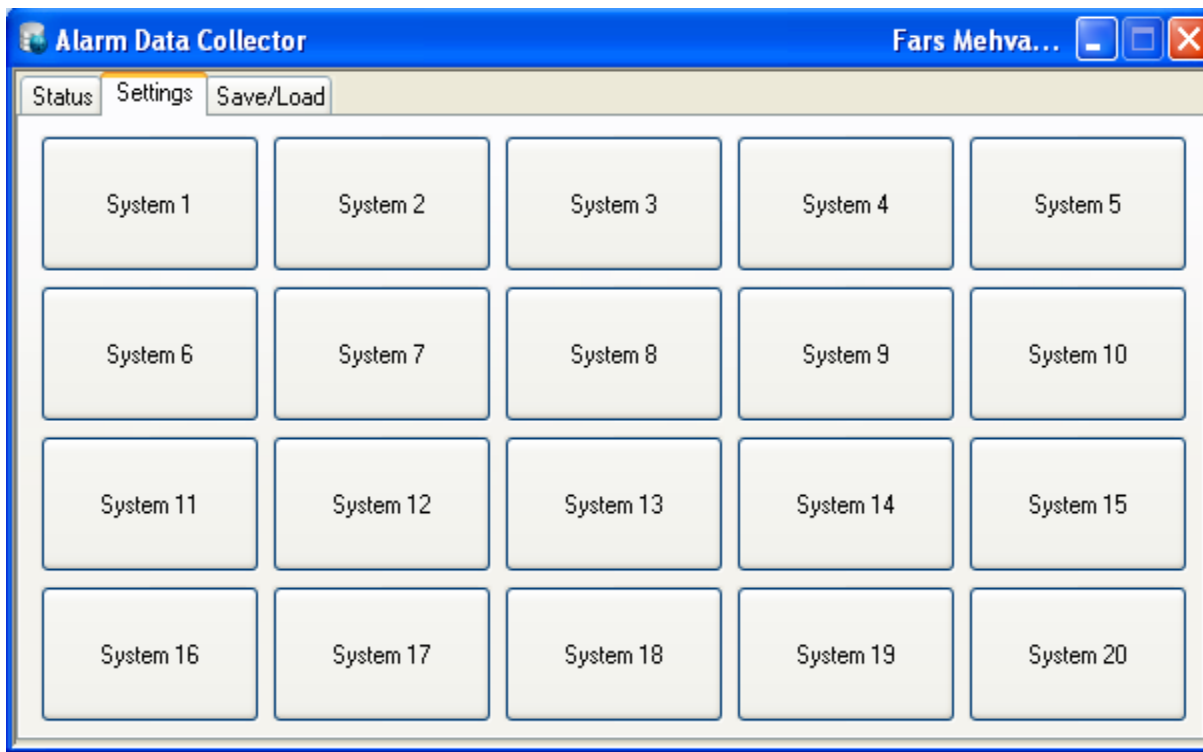 Alarm Data Collector Fars Mehva...
Status Settings Save/Load
System 1 System 2 System 3 System 4 System 5
System 6 System 7 System 8 System 9 System 10
System 11 System 12 System 13 System 14 System 15
System 16 System 17 System 18 System 19 System 20